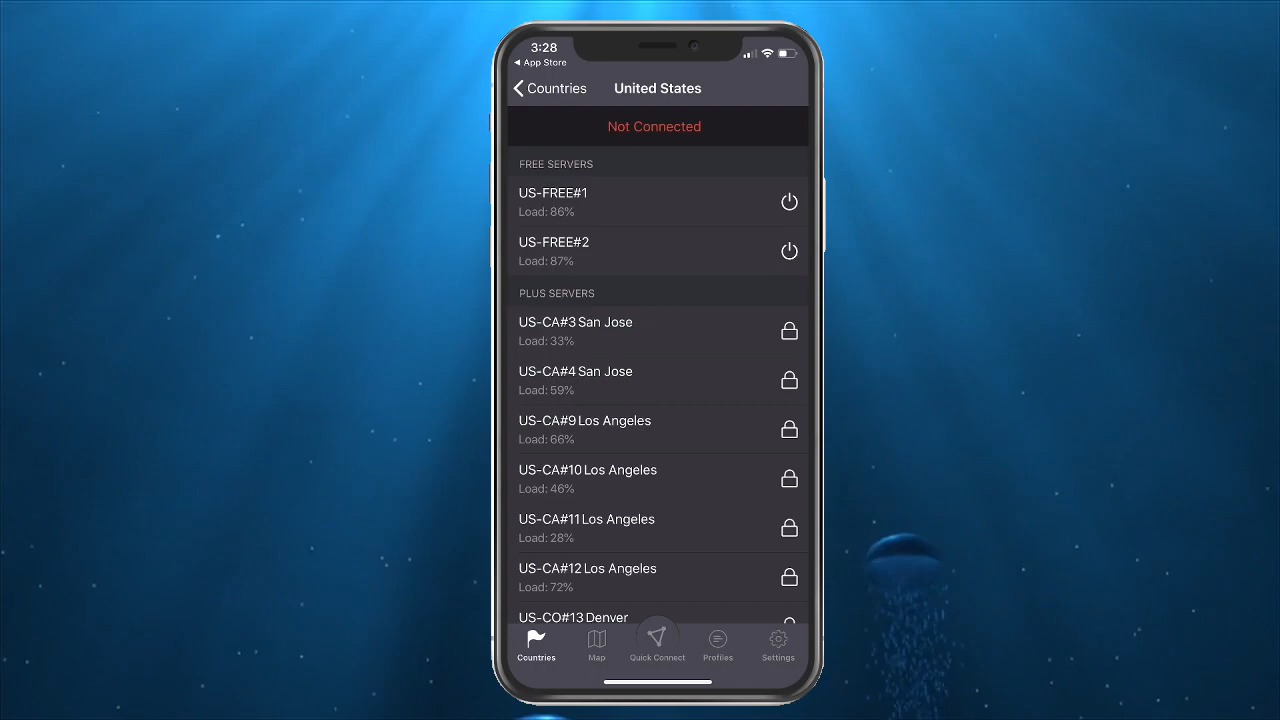 3:28
App Store
Countries
United States
Not Connected
FREE SERVERS
US-FREE#1
Load: 86%
US-FREE#2
Load: 87%
PLUS SERVERS
US-CA#3 San Jose
Load: 33%
US-CA#4 San Jose
Load: 59%
US-CA#9 Los Angeles
Load: 66%
US-CA#10 Los Angeles
Load: 46%
US-CA#11 Los Angeles
Load: 28%
US-CA#12 Los Angeles
Load: 72%
US-CO#13 Denver
Countries
Map
Quick Connect
Profiles
Settings